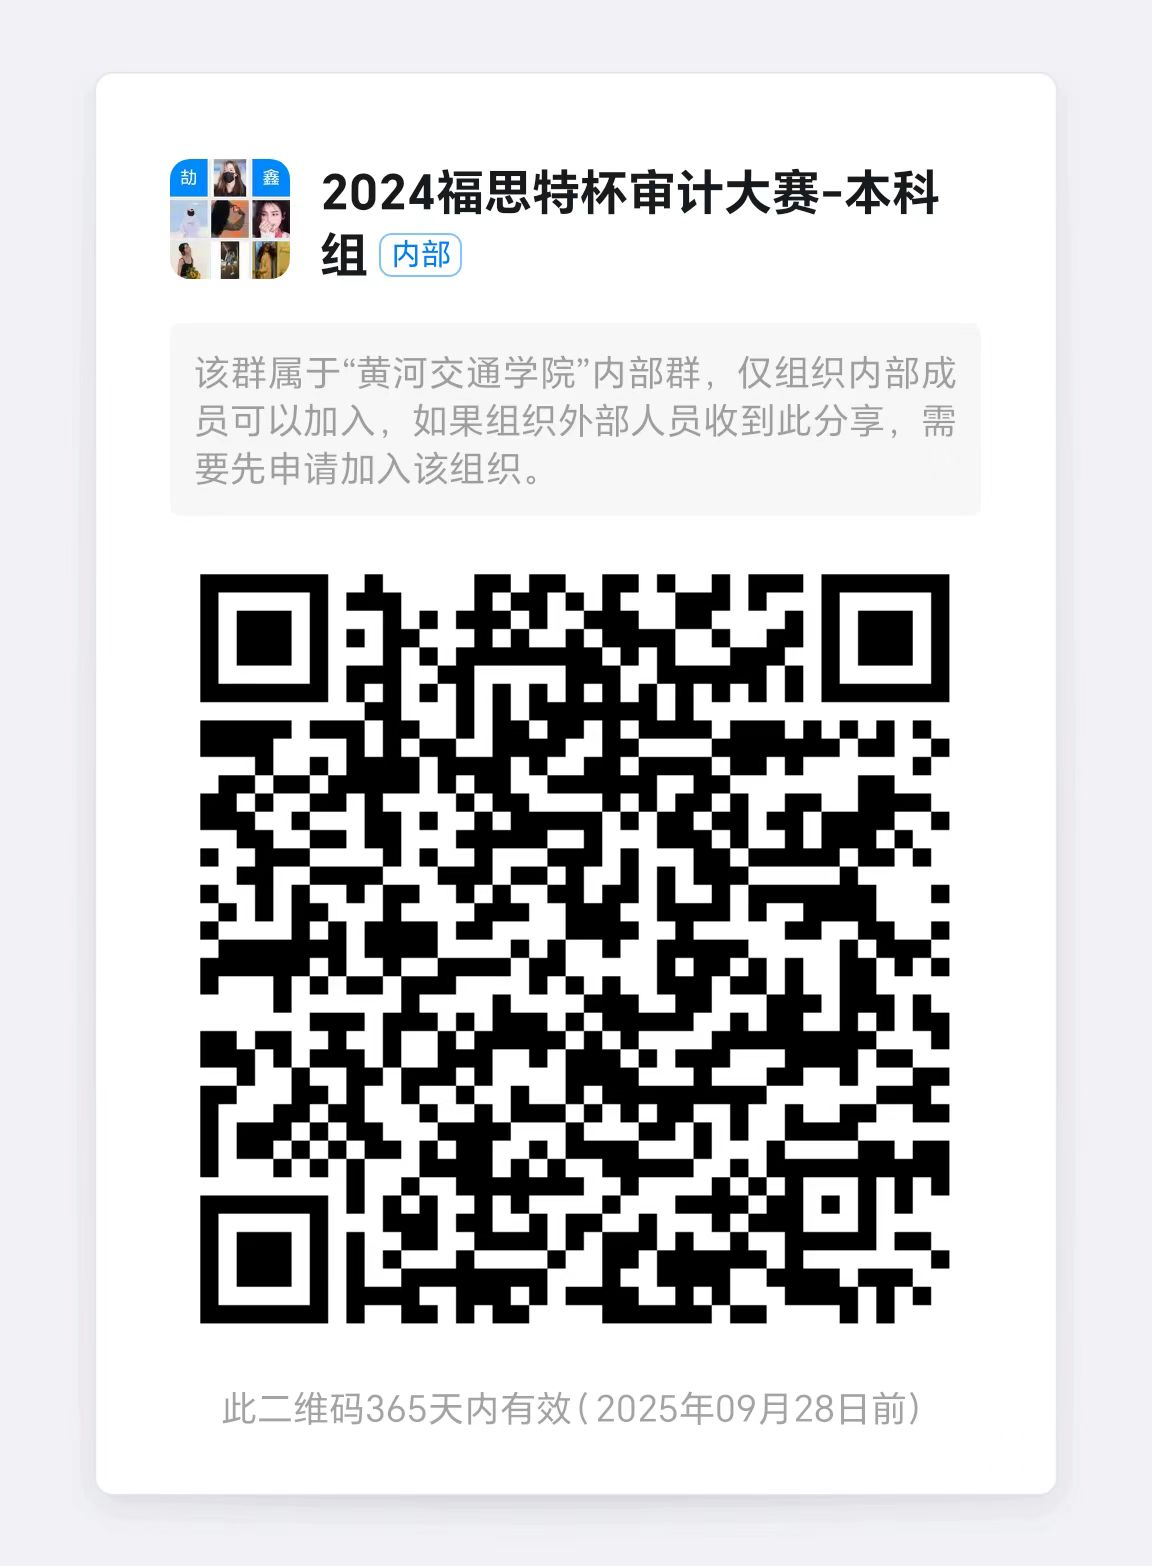 劼
鑫
2024福思特杯审计大赛-本科
组 内部
该群属于“黄河交通学院”内部群，仅组织内部成
员可以加入，如果组织外部人员收到此分享，需
要先申请加入该组织。
此二维码365天内有效(2025年09月28日前)